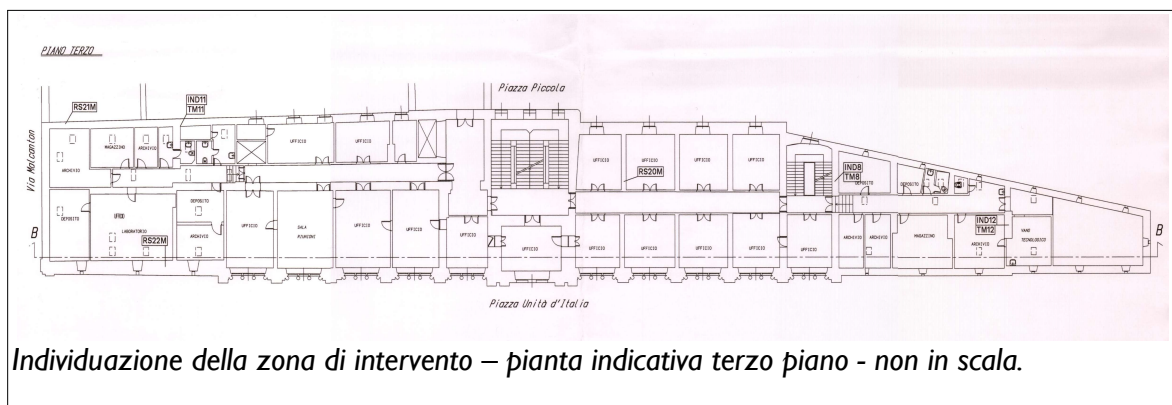 PIANO TERZO
Piazza Piccola
RS21M
IND11
TM11
Via Malcanton
MAGAZZINO
ARCHIVIO
UFFICIO
UFFICIO
UFFICIO
UFFICIO
UFFICIO
UFFICIO
RS20M
IND8
TM8
DEPOSITO
DEPOSITO
ARCHIVIO
DEPOSITO
LABORATORIO
DEPOSITO
ARCHIVIO
RS22M
UFFICIO
SALA
RIUNIONI
UFFICIO
UFFICIO
UFFICIO
UFFICIO
UFFICIO
UFFICIO
UFFICIO
UFFICIO
UFFICIO
ARCHIVIO
ARCHIVIO
MAGAZZINO
ARCHIVIO
IND12
TM12
VANO
TECNOLOGICO
B
B
Piazza Unità d'Italia
Individuazione della zona di intervento – pianta indicativa terzo piano - non in scala.